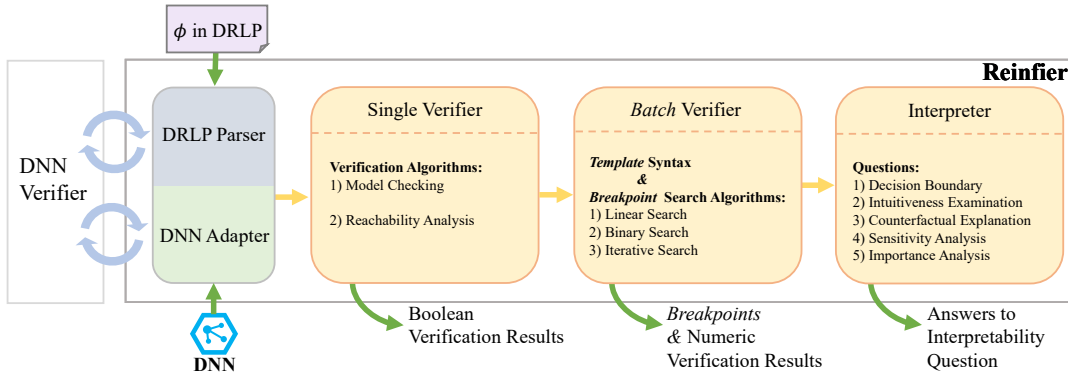 ϕ in DRLP
Reinfier
DNN
Verifier
DRLP Parser
DNN Adapter
DNN
Single Verifier
Verification Algorithms:
1) Model Checking
2) Reachability Analysis
Boolean
Verification Results
Batch Verifier
Template Syntax
&
Breakpoint Search Algorithms:
1) Linear Search
2) Binary Search
3) Iterative Search
Breakpoints
& Numeric
Verification Results
Interpreter
Questions:
1) Decision Boundary
2) Intuitiveness Examination
3) Counterfactual Explanation
4) Sensitivity Analysis
5) Importance Analysis
Answers to
Interpretability
Question